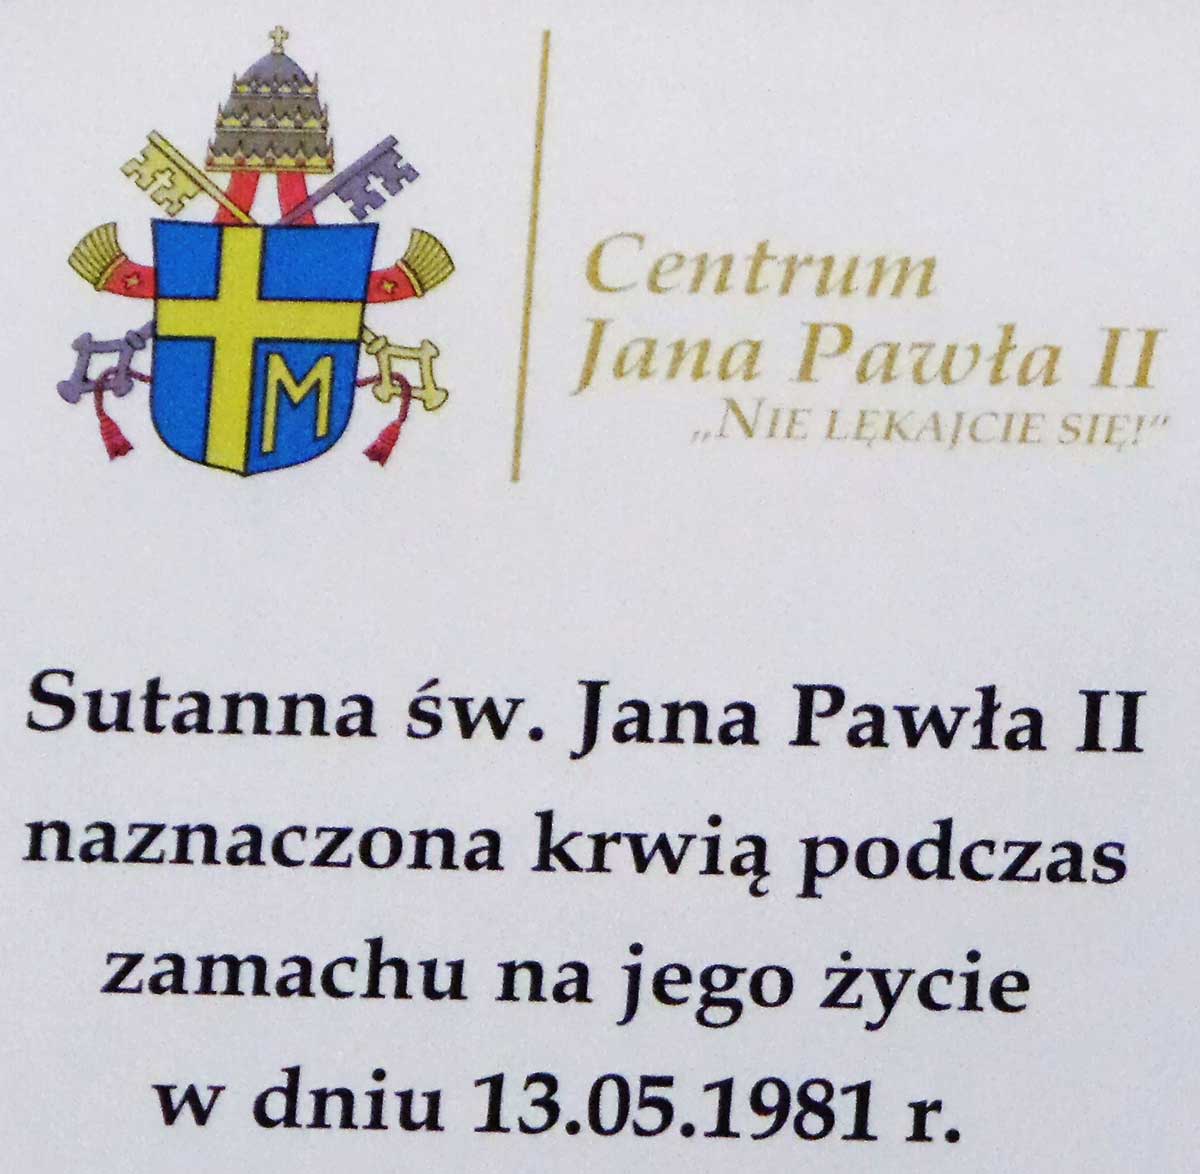 Centrum
Jana Pawła II
„NIE LĘKAJCIE SIĘ!”
M
Sutanna św. Jana Pawła II
naznaczona krwią podczas
zamachu na jego życie
w dniu 13.05.1981 r.